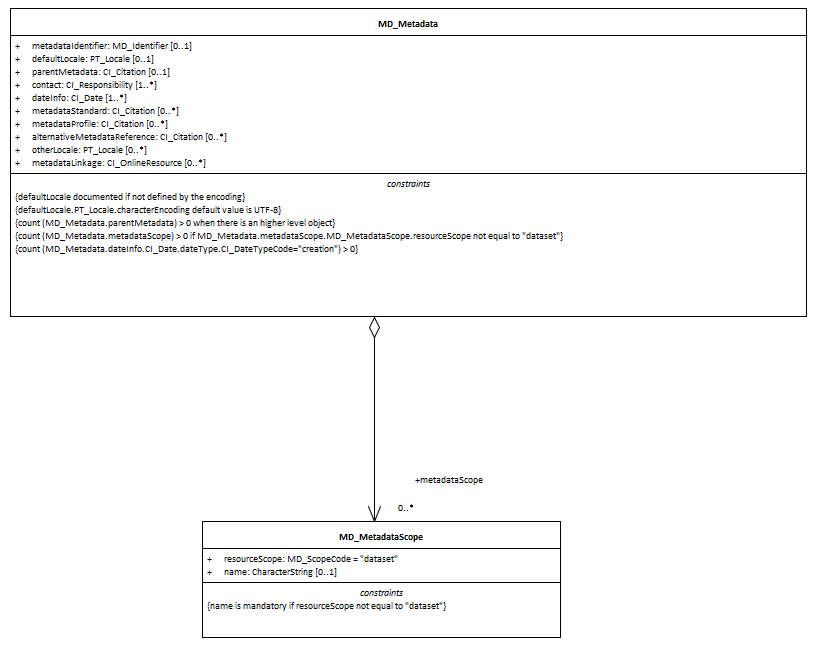 MD_Metadata
+ metadataIdentifier: MD_Identifier [0..1]
+ defaultLocale: PT_Locale [0..1]
+ parentMetadata: CI_Citation [0..1]
+ contact: CI_Responsibility [1..*]
+ dateInfo: CI_Date [1..*]
+ metadataStandard: CI_Citation [0..*]
+ metadataProfile: CI_Citation [0..*]
+ alternativeMetadataReference: CI_Citation [0..*]
+ otherLocale: PT_Locale [0..*]
+ metadataLinkage: CI_OnlineResource [0..*]
constraints
{defaultLocale documented if not defined by the encoding}
{defaultLocale.PT_Locale.characterEncoding default value is UTF-8}
{count (MD_Metadata.parentMetadata) > 0 when there is an higher level object}
{count (MD_Metadata.metadataScope) > 0 if MD_Metadata.metadataScope.MD_MetadataScope.resourceScope not equal to "dataset"}
{count (MD_Metadata.dateInfo.CI_Date.dateType.CI_DateTypeCode="creation") > 0}
+metadataScope
0..*
MD_MetadataScope
+ resourceScope: MD_ScopeCode = "dataset"
+ name: CharacterString [0..1]
constraints
{name is mandatory if resourceScope not equal to "dataset"}